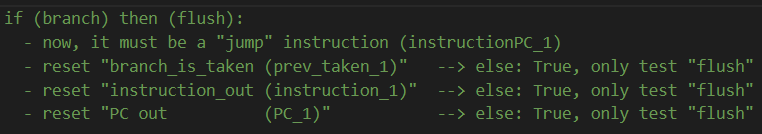 if (branch) then (flush):
- now, it must be a "jump" instruction (instructionPC_1)
- reset "branch_is_taken (prev_taken_1)" --> else: True, only test "flush"
- reset "instruction_out (instruction_1)" --> else: True, only test "flush"
- reset "PC out (PC_1)" --> else: True, only test "flush"